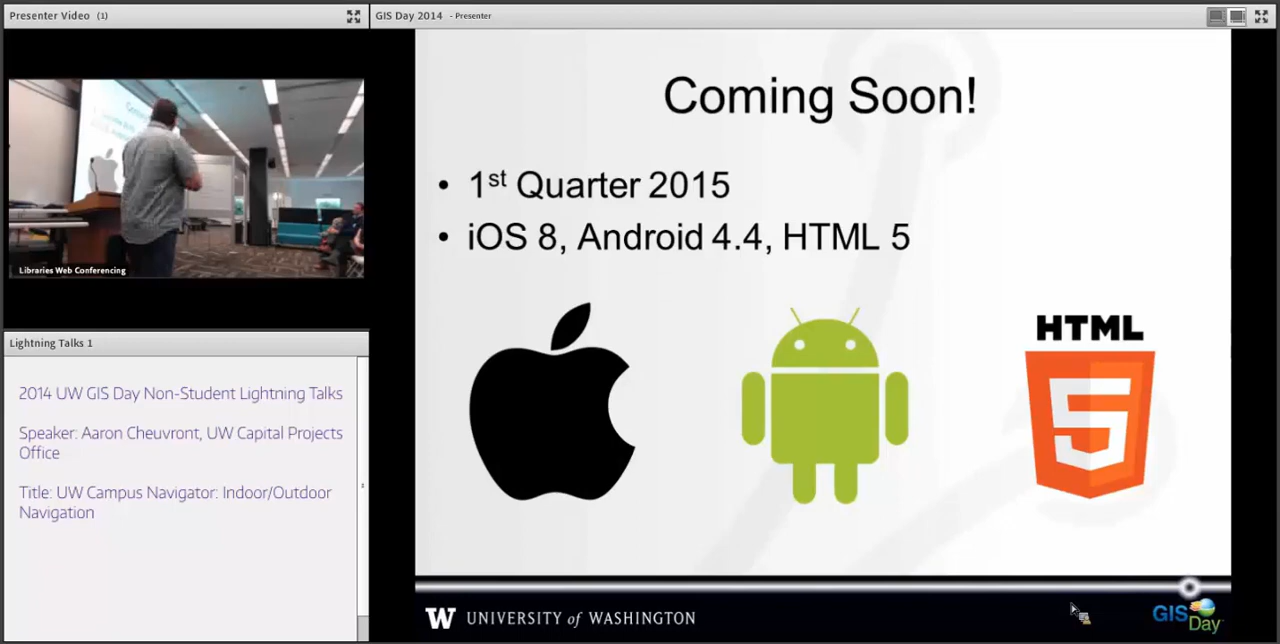 Presenter Video (1)
GIS Day 2014 - Presenter
Coming Soon!
• 1st Quarter 2015
• iOS 8, Android 4.4, HTML 5
HTML
5
Libraries Web Conferencing
Lightning Talks 1
2014 UW GIS Day Non-Student Lightning Talks
Speaker: Aaron Cheuvront, UW Capital Projects
Office
Title: UW Campus Navigator: Indoor/Outdoor
Navigation
W UNIVERSITY of WASHINGTON
GIS
Day